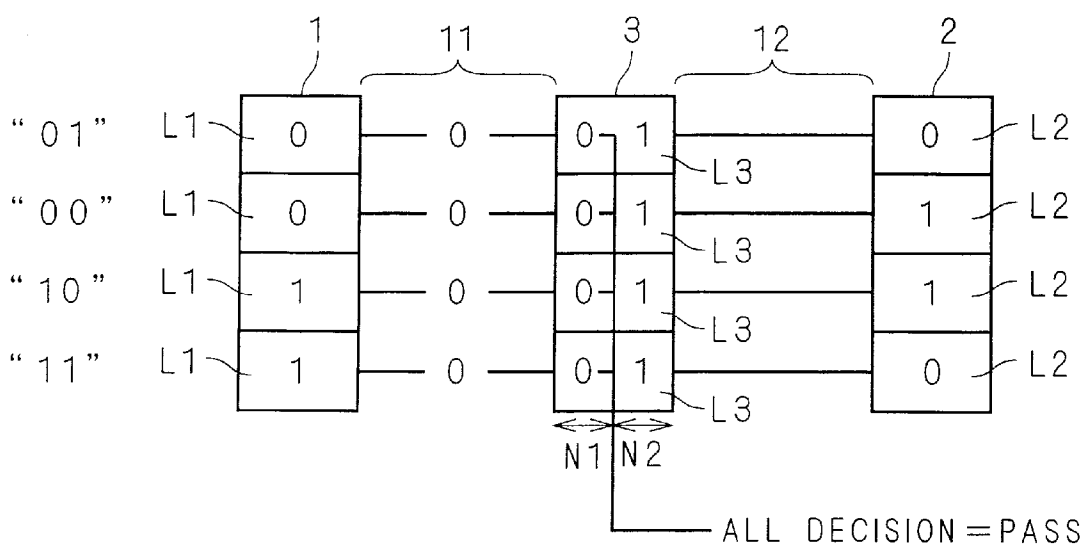 1 11 3 12 2
“01” L1 0 0 0 1 L3 0 L2
“00” L1 0 0 0 1 L3 1 L2
“10” L1 1 0 0 1 L3 1 L2
“11” L1 1 0 0 1 L3 0 L2
N1 N2
ALL DECISION=PASS